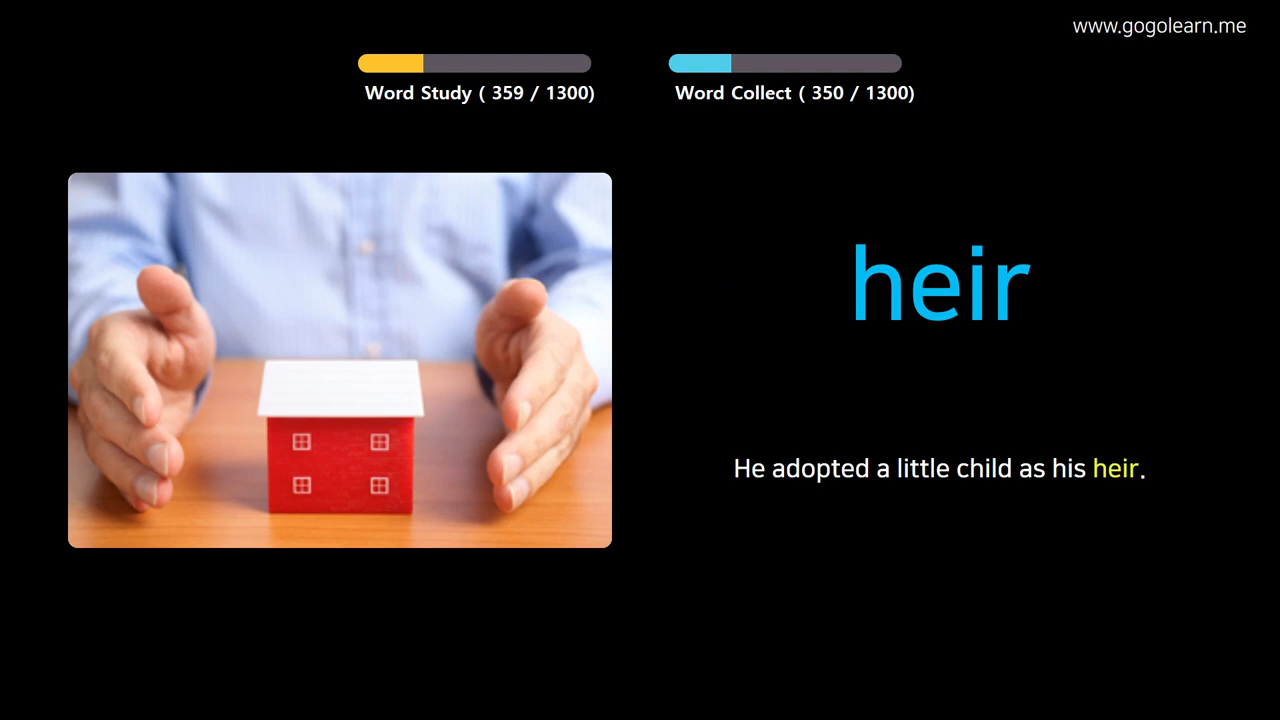 www.gogolearn.me
Word Study ( 359 / 1300)
Word Collect ( 350 / 1300)
heir
He adopted a little child as his heir.